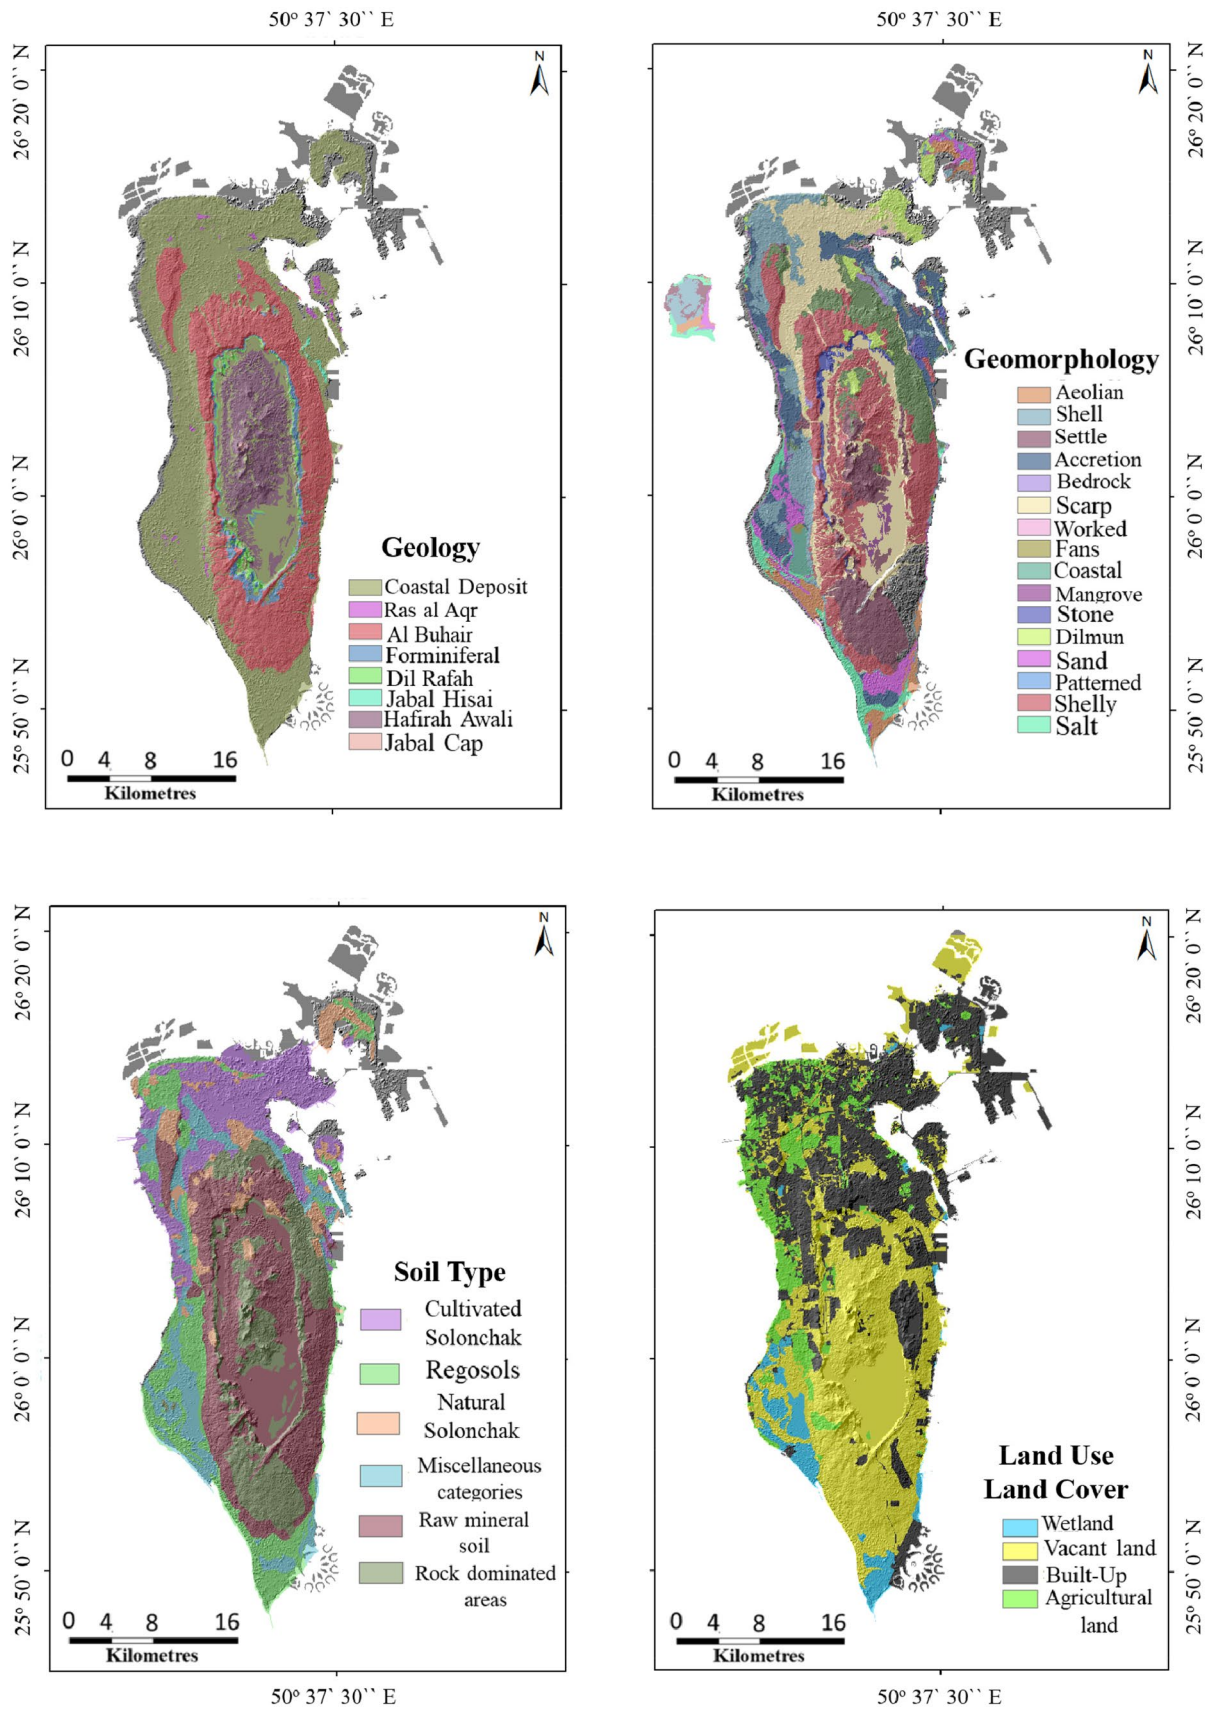 50º 37` 30`` E
50º 37` 30`` E
26º 20` 0`` N
26º 10` 0`` N
26º 0` 0`` N
25º 50` 0`` N
N
Geology
Coastal Deposit
Ras al Aqr
Al Buhair
Forminiferal
Dil Rafah
Jabal Hisai
Hafirah Awali
Jabal Cap
0 4 8 16
Kilometres
N
26º 20` 0`` N
26º 10` 0`` N
26º 0` 0`` N
25º 50` 0`` N
Geomorphology
Aeolian
Shell
Settle
Accretion
Bedrock
Scarp
Worked
Fans
Coastal
Mangrove
Stone
Dilmun
Sand
Patterned
Shelly
Salt
0 4 8 16
Kilometres
26º 20` 0`` N
26º 10` 0`` N
26º 0` 0`` N
25º 50` 0`` N
N
Soil Type
Cultivated
Solonchak
Regosols
Natural
Solonchak
Miscellaneous
categories
Raw mineral
soil
Rock dominated
areas
0 4 8 16
Kilometres
50º 37` 30`` E
N
26º 20` 0`` N
26º 10` 0`` N
26º 0` 0`` N
25º 50` 0`` N
Land Use
Land Cover
Wetland
Vacant land
Built-Up
Agricultural
land
0 4 8 16
Kilometres
50º 37` 30`` E